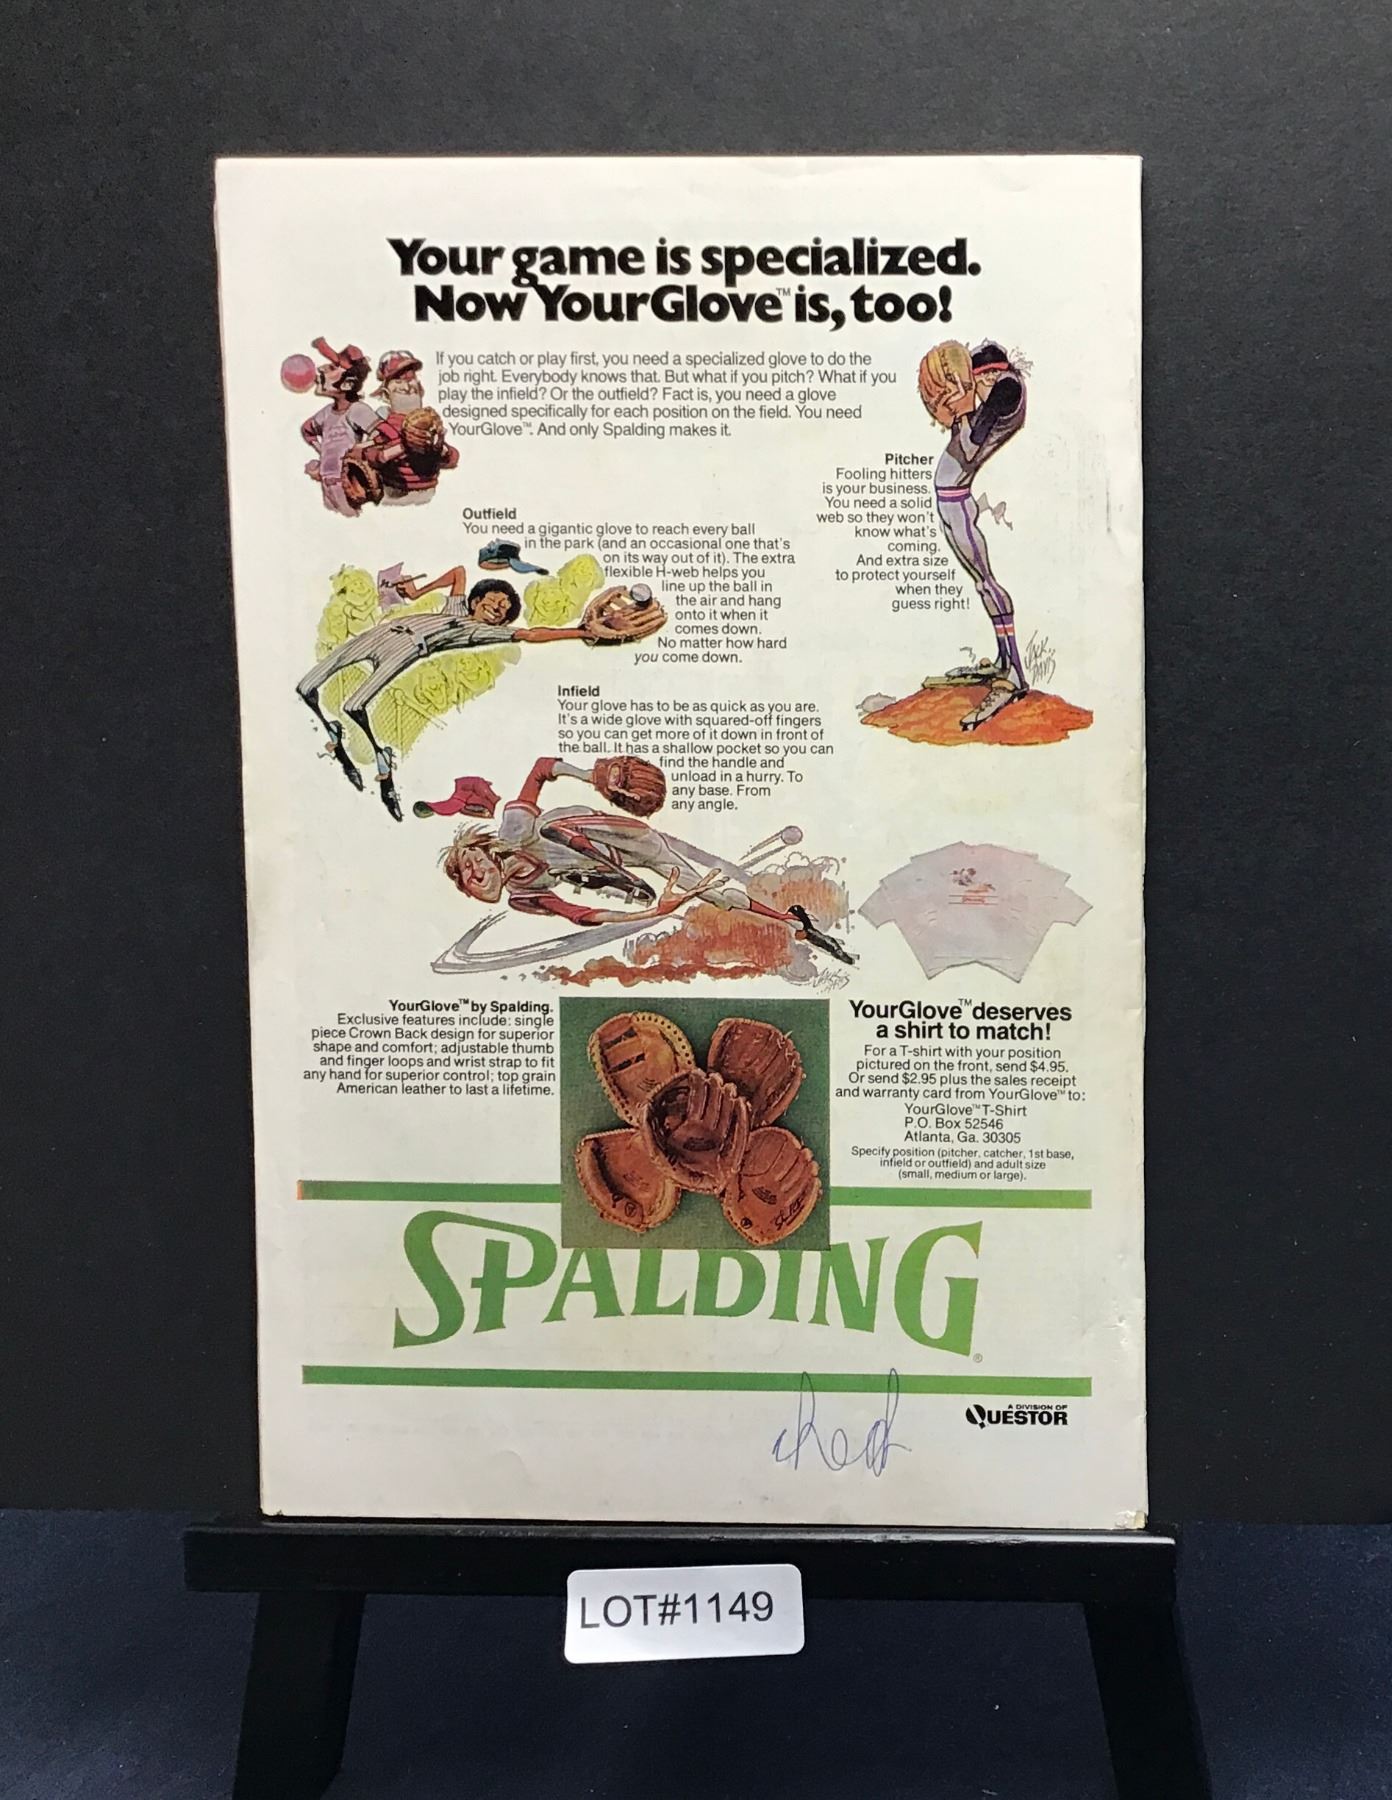 Your game is specialized.
Now YourGlove™ is, too!
If you catch or play first, you need a specialized glove to do the
job right. Everybody knows that. But what if you pitch? What if you
play the infield? Or the outfield? Fact is, you need a glove
designed specifically for each position on the field. You need
YourGlove™. And only Spalding makes it.
Pitcher
Fooling hitters
is your business.
You need a solid
web so they won't
know what's
coming.
And extra size
to protect yourself
when they
guess right!
JACK DAVIS
Outfield
You need a gigantic glove to reach every ball
in the park (and an occasional one that's
on its way out of it). The extra
flexible H-web helps you
line up the ball in
the air and hang
onto it when it
comes down.
No matter how hard
you come down.
Infield
Your glove has to be as quick as you are.
It's a wide glove with squared-off fingers
so you can get more of it down in front of
the ball. It has a shallow pocket so you can
find the handle and
unload in a hurry. To
any base. From
any angle.
JACK DAVIS
SPALDING
YourGlove™ by Spalding.
Exclusive features include: single
piece Crown Back design for superior
shape and comfort; adjustable thumb
and finger loops and wrist strap to fit
any hand for superior control; top grain
American leather to last a lifetime.
YourGlove™ deserves
a shirt to match!
For a T-shirt with your position
pictured on the front, send $4.95.
Or send $2.95 plus the sales receipt
and warranty card from YourGlove™ to:
YourGlove™ T-Shirt
P.O. Box 52546
Atlanta, Ga. 30305
Specify position (pitcher, catcher, 1st base,
infield or outfield) and adult size
(small, medium or large).
SPALDING®
A DIVISION OF
QUESTOR
LOT#1149